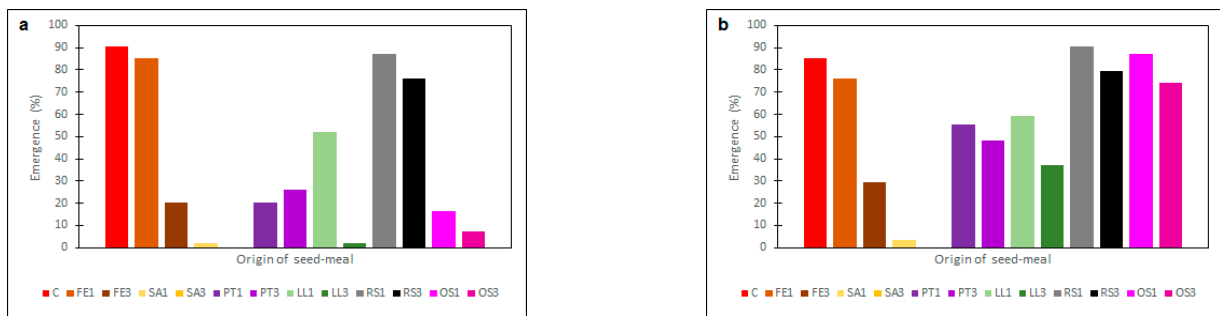 a
100
90
80
70
60
50
40
30
20
10
0
Emergence (%)
Origin of seed-meal
C FE1 FE3 SA1 SA3 PT1 PT3 LL1 LL3 RS1 RS3 OS1 OS3
b
100
90
80
70
60
50
40
30
20
10
0
Emergence (%)
Origin of seed-meal
C FE1 FE3 SA1 SA3 PT1 PT3 LL1 LL3 RS1 RS3 OS1 OS3